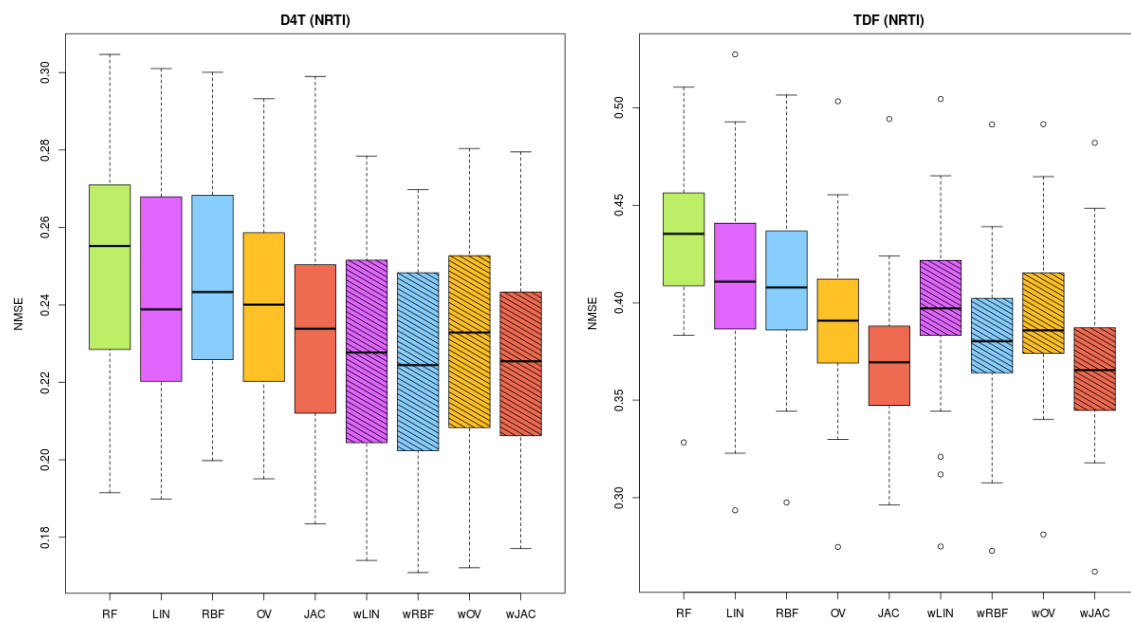 D4T (NRTI)
NMSE
0.30
0.28
0.26
0.24
0.22
0.20
0.18
RF LIN RBF OV JAC wLIN wRBF wOV wJAC
TDF (NRTI)
NMSE
0.50
0.45
0.40
0.35
0.30
RF LIN RBF OV JAC wLIN wRBF wOV wJAC